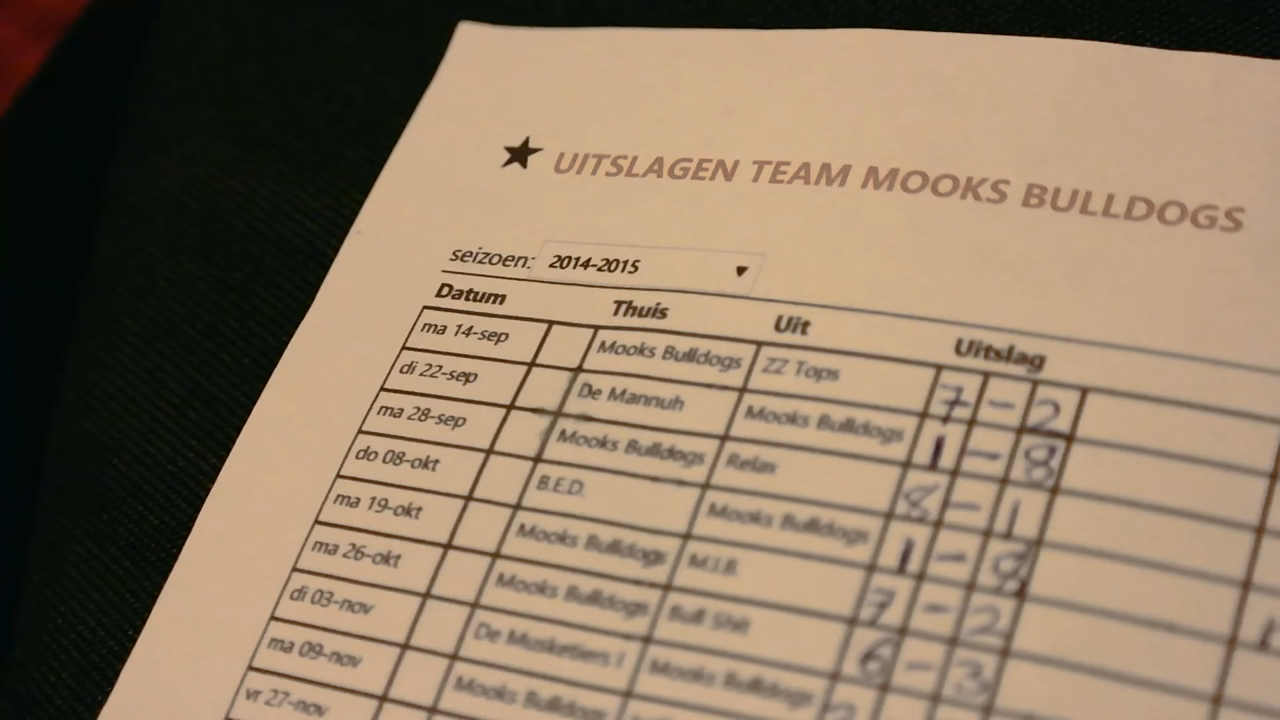 ★ UITSLAGEN TEAM MOOKS BULLDOGS
seizoen: 2014-2015
Datum Thuis Uit Uitslag
ma 14-sep Mooks Bulldogs ZZ Tops 7 - 2
di 22-sep De Mannuh Mooks Bulldogs 1 - 8
ma 28-sep Mooks Bulldogs Relax 8 - 1
do 08-okt B.E.D. Mooks Bulldogs 1 - 8
ma 19-okt Mooks Bulldogs M.I.B. 7 - 2
ma 26-okt Mooks Bulldogs Bull Shit 6 - 3
di 03-nov De Musketiers I Mooks Bulldogs
ma 09-nov Mooks Bulldogs
vr 27-nov